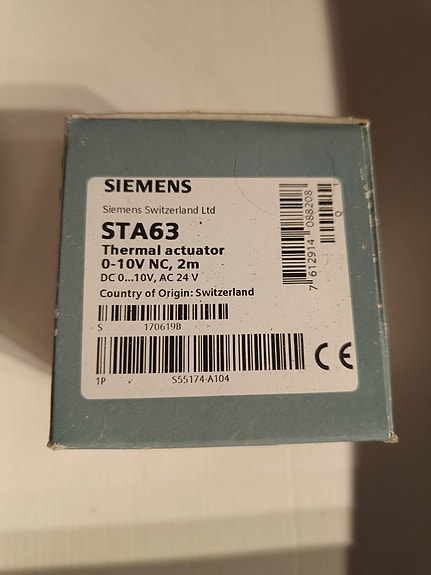 SIEMENS
Siemens Switzerland Ltd
STA63
Thermal actuator
0-10V NC, 2m
DC 0...10V, AC 24 V
Country of Origin: Switzerland
S 170619B
1P S55174-A104
CE
7 612914 088208
Q